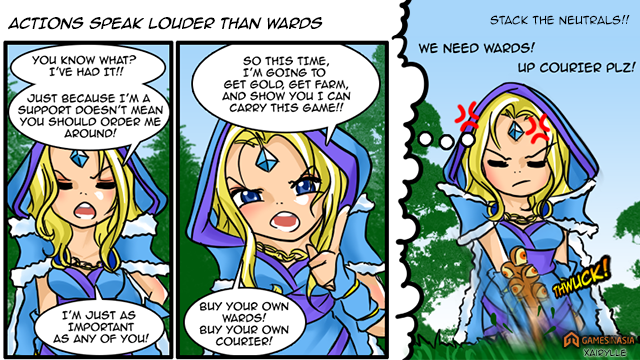 ACTIONS SPEAK LOUDER THAN WARDS
YOU KNOW WHAT?
I'VE HAD IT!!
JUST BECAUSE I'M A
SUPPORT DOESN'T MEAN
YOU SHOULD ORDER ME
AROUND!
I'M JUST AS
IMPORTANT
AS ANY OF YOU!
SO THIS TIME,
I'M GOING TO
GET GOLD, GET FARM,
AND SHOW YOU I CAN
CARRY THIS GAME!!
BUY YOUR OWN
WARDS!
BUY YOUR OWN
COURIER!
STACK THE NEUTRALS!!
WE NEED WARDS!
UP COURIER PLZ!
THWUCK!
GAMES IN ASIA
XAIRYLLE